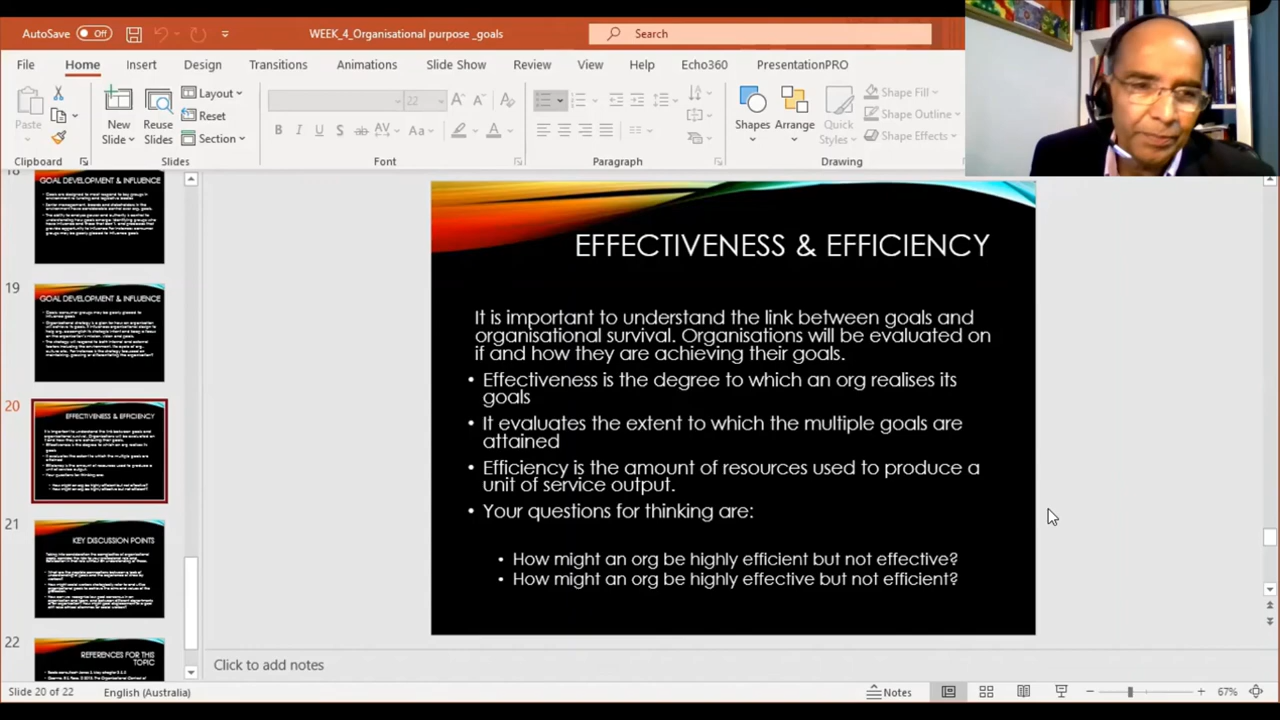 AutoSave Off WEEK_4_Organisational purpose _goals Search
File Home Insert Design Transitions Animations Slide Show Review View Help Echo360 PresentationPRO
Paste
New
Slide
Reuse
Slides
Layout
Reset
Section
22
Shapes
Arrange
Quick
Styles
Shape Fill
Shape Outline
Shape Effects
Clipboard Slides Font Paragraph Drawing
GOAL DEVELOPMENT & INFLUENCE
19
GOAL DEVELOPMENT & INFLUENCE
20
EFFECTIVENESS & EFFICIENCY
21
KEY DISCUSSION POINTS
22
REFERENCES FOR THIS
TOPIC
EFFECTIVENESS & EFFICIENCY
It is important to understand the link between goals and
organisational survival. Organisations will be evaluated on
if and how they are achieving their goals.
• Effectiveness is the degree to which an org realises its
goals
• It evaluates the extent to which the multiple goals are
attained
• Efficiency is the amount of resources used to produce a
unit of service output.
• Your questions for thinking are:
• How might an org be highly efficient but not effective?
• How might an org be highly effective but not efficient?
Click to add notes
Slide 20 of 22 English (Australia) Notes 67%